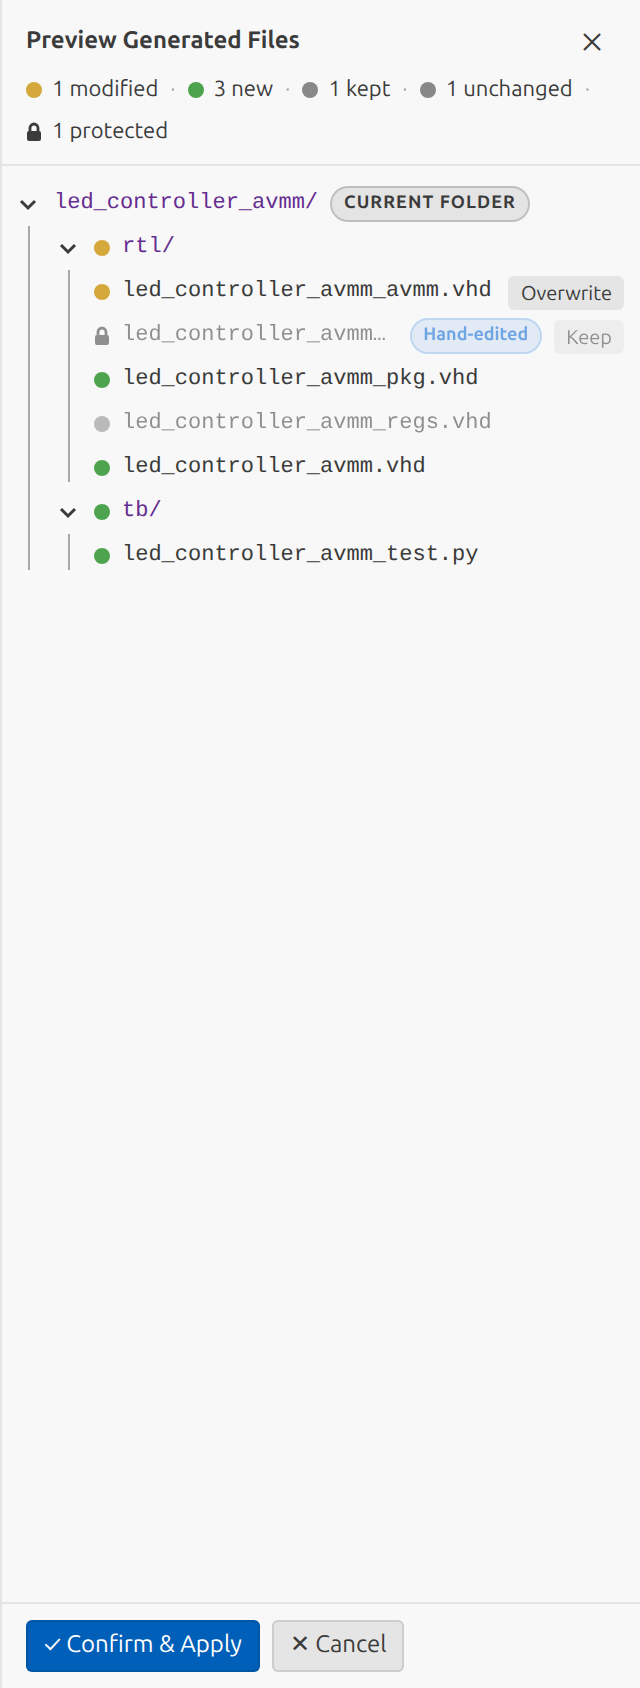 Preview Generated Files
1 modified · 3 new · 1 kept · 1 unchanged ·
1 protected
led_controller_avmm/ CURRENT FOLDER
rtl/
led_controller_avmm_avmm.vhd Overwrite
led_controller_avmm… Hand-edited Keep
led_controller_avmm_pkg.vhd
led_controller_avmm_regs.vhd
led_controller_avmm.vhd
tb/
led_controller_avmm_test.py
✓ Confirm & Apply ✕ Cancel